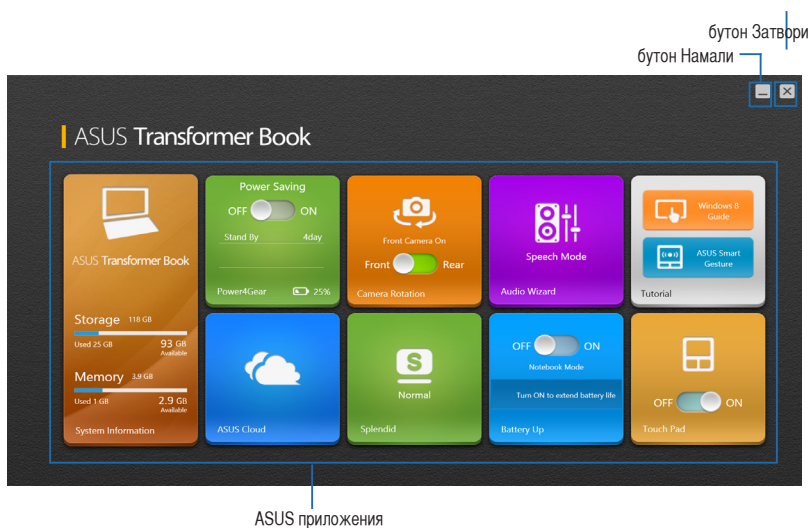 бутон Затвори
бутон Намали
ASUS Transformer Book
ASUS Transformer Book
Storage 118 GB
Used 25 GB 93 GB
Available
Memory 3.9 GB
Used 1 GB 2.9 GB
Available
System Information
Power Saving
OFF ON
Stand By 4day
Power4Gear 25%
Front Camera On
Front Rear
Camera Rotation
Speech Mode
Audio Wizard
Windows 8
Guide
ASUS Smart
Gesture
Tutorial
ASUS Cloud
S
Normal
Splendid
OFF ON
Notebook Mode
Turn ON to extend battery life
Battery Up
OFF ON
Touch Pad
ASUS приложения